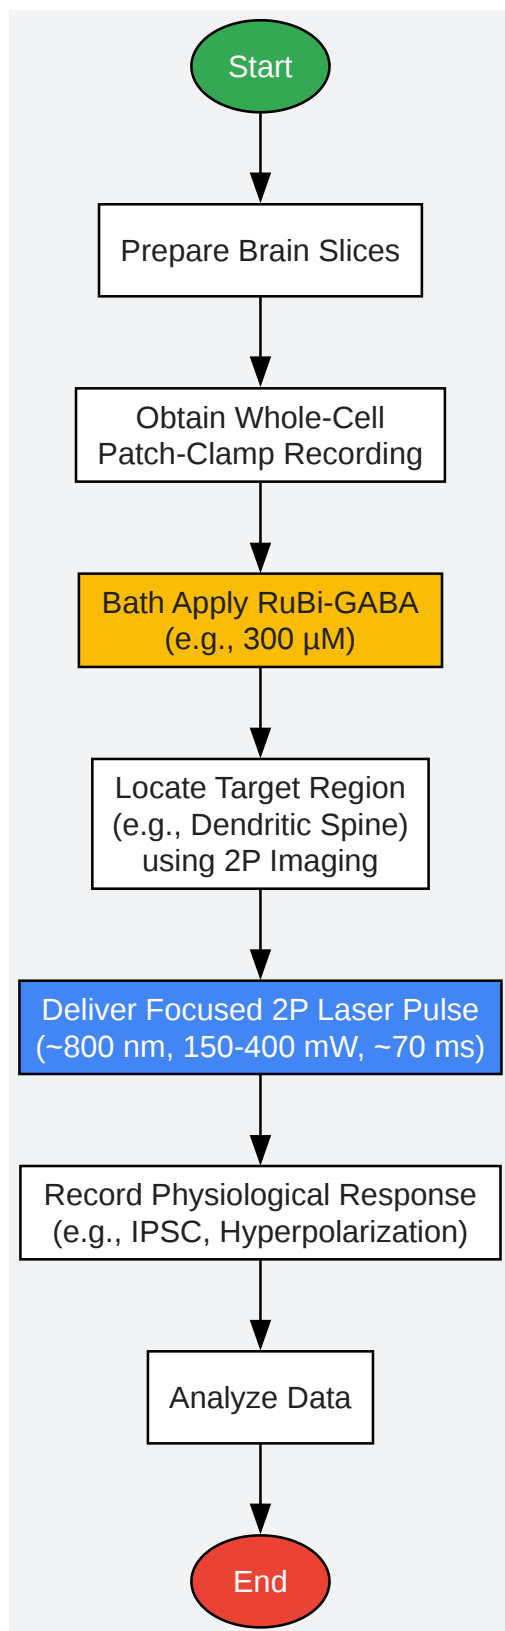 Start
Prepare Brain Slices
Obtain Whole-Cell
Patch-Clamp Recording
Bath Apply RuBi-GABA
(e.g., 300 µM)
Locate Target Region
(e.g., Dendritic Spine)
using 2P Imaging
Deliver Focused 2P Laser Pulse
(~800 nm, 150-400 mW, ~70 ms)
Record Physiological Response
(e.g., IPSC, Hyperpolarization)
Analyze Data
End